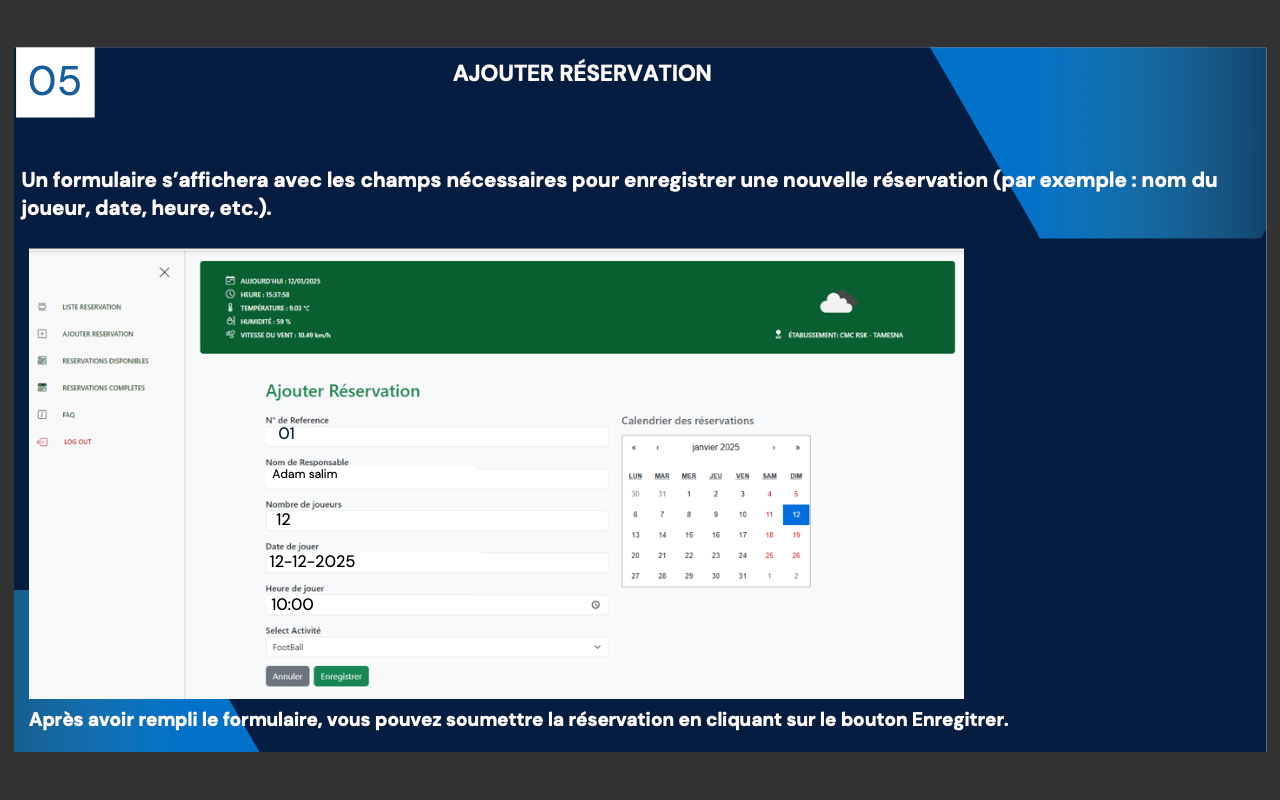 05
AJOUTER RÉSERVATION
Un formulaire s’affichera avec les champs nécessaires pour enregistrer une nouvelle réservation (par exemple : nom du
joueur, date, heure, etc.).
LISTE RESERVATION
AJOUTER RESERVATION
RESERVATIONS DISPONIBLES
RESERVATIONS COMPLETES
FAQ
LOG OUT
AUJOURD'HUI : 12/01/2025
HEURE : 15:37:58
TEMPÉRATURE : 9.03 °C
HUMIDITÉ : 59 %
VITESSE DU VENT : 10.49 km/h
ÉTABLISSEMENT: CMC RSK - TAMESNA
Ajouter Réservation
N° de Reference
01
Nom de Responsable
Adam salim
Nombre de joueurs
12
Date de jouer
12-12-2025
Heure de jouer
10:00
Select Activité
FootBall
Annuler Enregistrer
Calendrier des réservations
« ‹ janvier 2025 › »
LUN MAR MER JEU VEN SAM DIM
30 31 1 2 3 4 5
6 7 8 9 10 11 12
13 14 15 16 17 18 19
20 21 22 23 24 25 26
27 28 29 30 31 1 2
Après avoir rempli le formulaire, vous pouvez soumettre la réservation en cliquant sur le bouton Enregitrer.